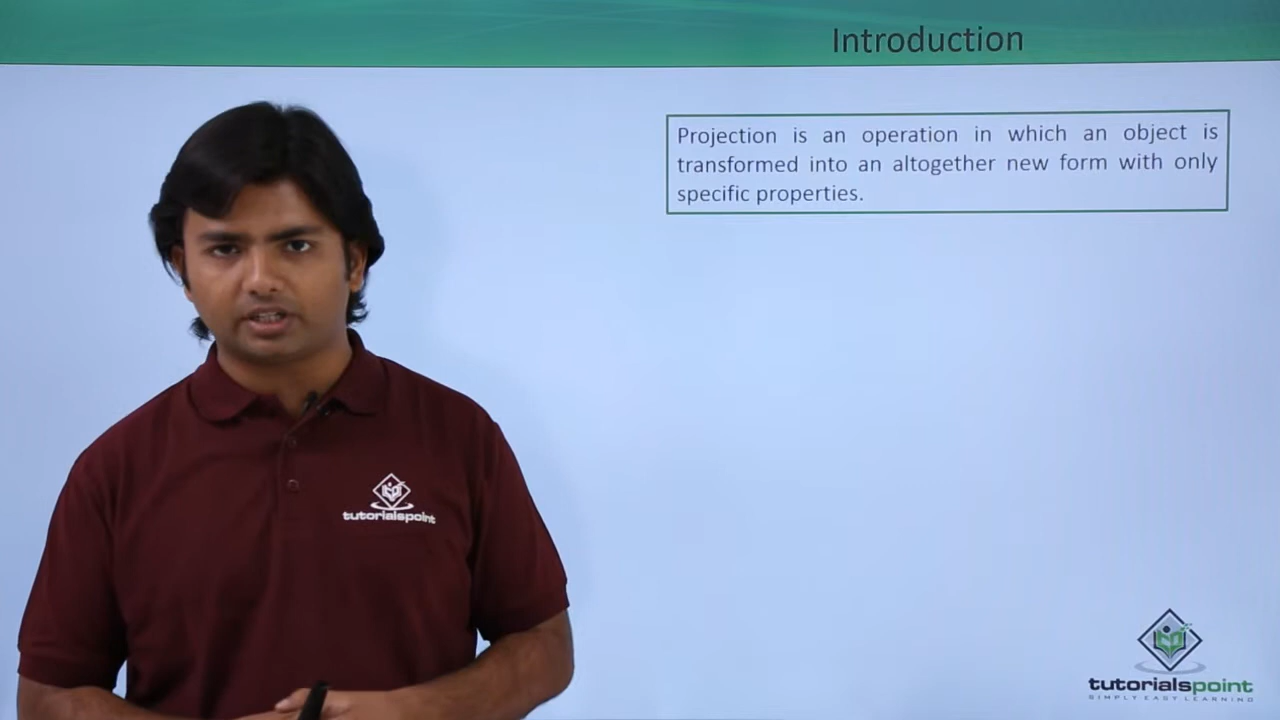 Introduction
Projection is an operation in which an object is
transformed into an altogether new form with only
specific properties.
tutorialspoint
tutorialspoint
SIMPLY EASY LEARNING